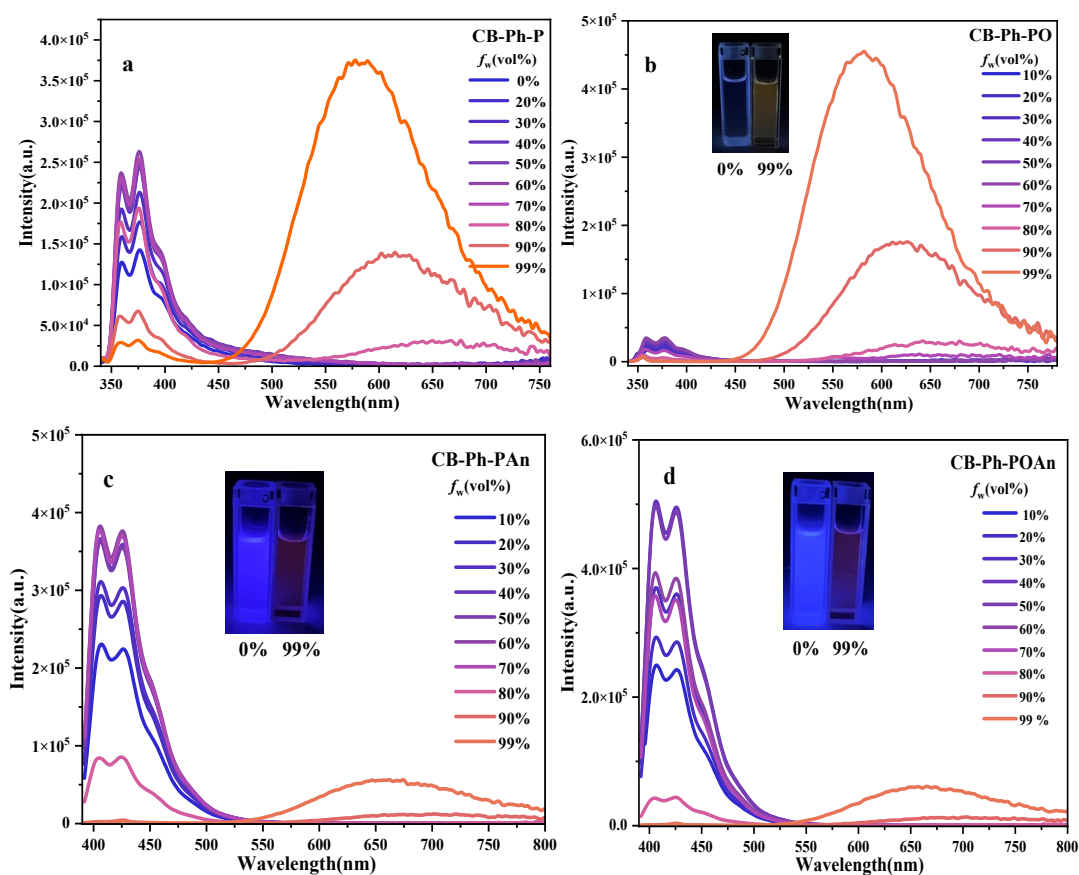 CB-Ph-P
a
fw(vol%)
0%
20%
30%
40%
50%
60%
70%
80%
90%
99%
4.0×10⁵
3.5×10⁵
3.0×10⁵
2.5×10⁵
2.0×10⁵
1.5×10⁵
1.0×10⁵
5.0×10⁴
0.0
Intensity(a.u.)
350 400 450 500 550 600 650 700 750
Wavelength(nm)
CB-Ph-PO
b
fw(vol%)
10%
20%
30%
40%
50%
60%
70%
80%
90%
99%
0% 99%
5×10⁵
4×10⁵
3×10⁵
2×10⁵
1×10⁵
0
Intensity(a.u.)
350 400 450 500 550 600 650 700 750
Wavelength(nm)
CB-Ph-PAn
c
fw(vol%)
10%
20%
30%
40%
50%
60%
70%
80%
90%
99%
0% 99%
5×10⁵
4×10⁵
3×10⁵
2×10⁵
1×10⁵
0
Intensity(a.u.)
400 450 500 550 600 650 700 750 800
Wavelength(nm)
CB-Ph-POAn
d
fw(vol%)
10%
20%
30%
40%
50%
60%
70%
80%
90%
99 %
0% 99%
6.0×10⁵
4.0×10⁵
2.0×10⁵
0.0
Intensity(a.u.)
400 450 500 550 600 650 700 750 800
Wavelength(nm)